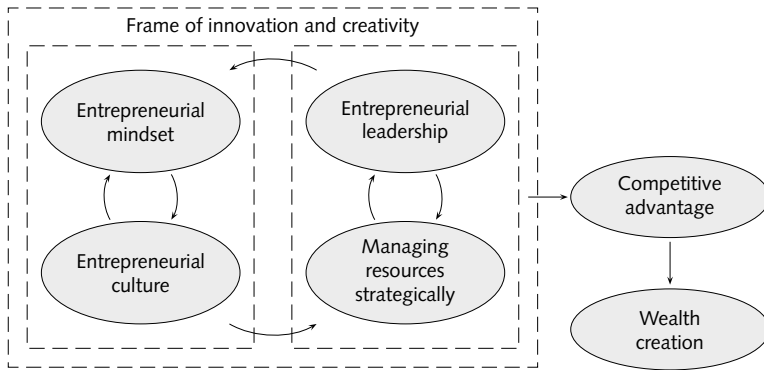 Frame of innovation and creativity
Entrepreneurial
mindset
Entrepreneurial
leadership
Entrepreneurial
culture
Managing
resources
strategically
Competitive
advantage
Wealth
creation